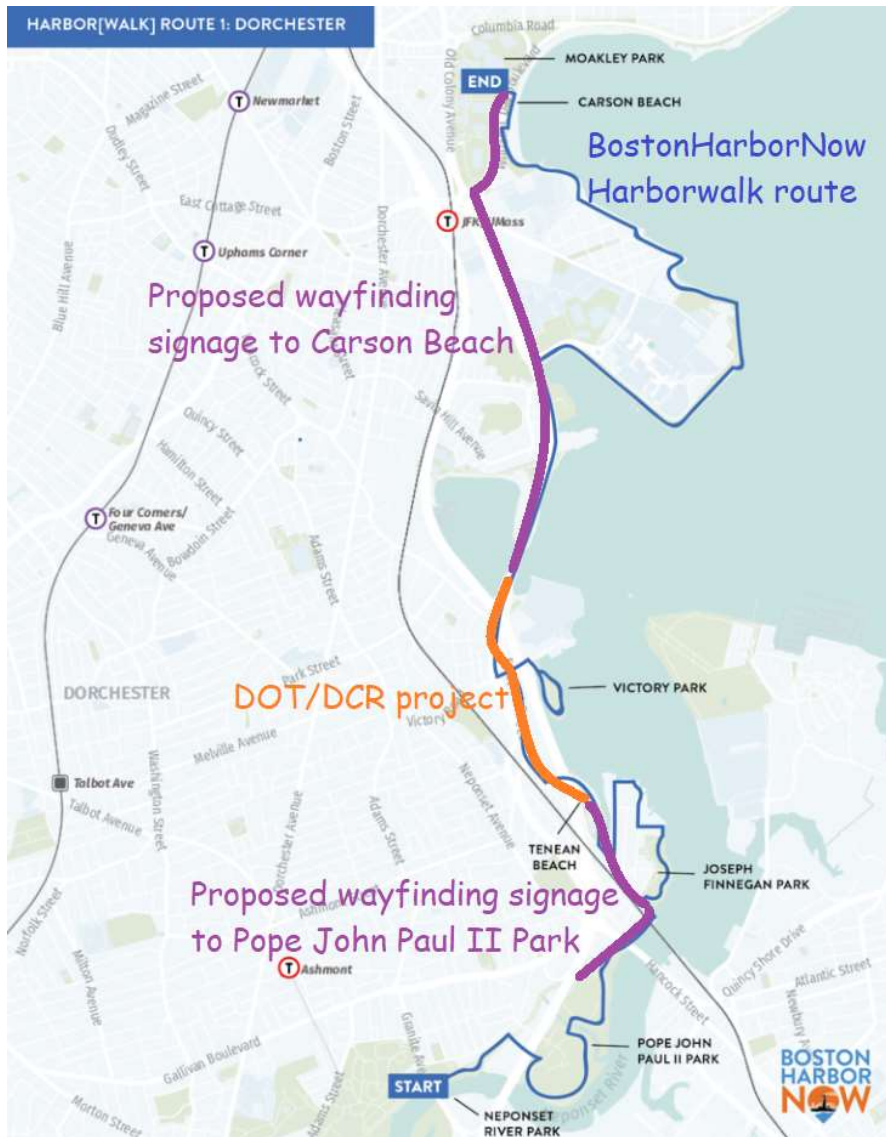 HARBOR[WALK] ROUTE 1: DORCHESTER
Columbia Road
MOAKLEY PARK
Old Colony Avenue
END
CARSON BEACH
Magazine Street
T Newmarket
Boston Street
Dudley Street
BostonHarborNow
Harborwalk route
East Cottage Street
Dorchester Avenue
T JFK/UMass
T Uphams Corner
Blue Hill Avenue
Proposed wayfinding
signage to Carson Beach
Savin Hill Avenue
Quincy Street
Hamilton Street
T Four Corners/
Geneva Ave
Geneva Avenue
Bowdoin Street
Adams Street
Park Street
DORCHESTER
DOT/DCR project
VICTORY PARK
Victory
Melville Avenue
Washington Street
Neponset Avenue
Talbot Ave
Talbot Avenue
Dorchester Avenue
Adams Street
TENEAN
BEACH
JOSEPH
FINNEGAN PARK
Proposed wayfinding signage
to Pope John Paul II Park
Ashmont
Norfolk Street
Milton Avenue
T Ashmont
Hancock Street
Quincy Shore Drive
Atlantic Street
Newbury Av
Granite Ave
Gallivan Boulevard
POPE JOHN
PAUL II PARK
START
Neponset River
Morton Street
Adams Street
NEPONSET
RIVER PARK
BOSTON
HARBOR
NOW